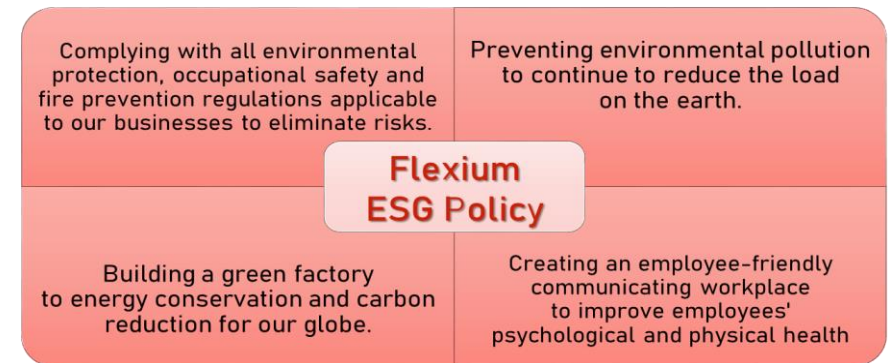 Complying with all environmental
protection, occupational safety and
fire prevention regulations applicable
to our businesses to eliminate risks.
Preventing environmental pollution
to continue to reduce the load
on the earth.
Flexium
ESG Policy
Building a green factory
to energy conservation and carbon
reduction for our globe.
Creating an employee-friendly
communicating workplace
to improve employees'
psychological and physical health